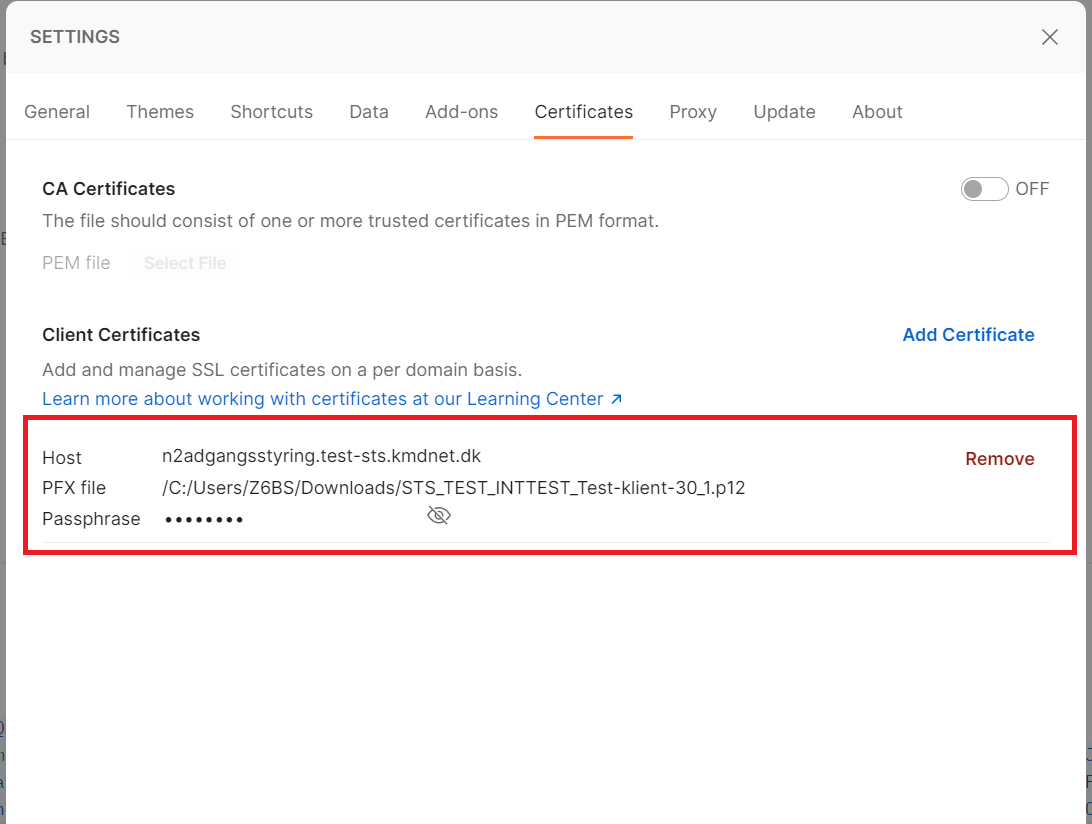 SETTINGS
General Themes Shortcuts Data Add-ons Certificates Proxy Update About
CA Certificates OFF
The file should consist of one or more trusted certificates in PEM format.
PEM file Select File
Client Certificates Add Certificate
Add and manage SSL certificates on a per domain basis.
Learn more about working with certificates at our Learning Center ↗
Host n2adgangsstyring.test-sts.kmdnet.dk Remove
PFX file /C:/Users/Z6BS/Downloads/STS_TEST_INTTEST_Test-klient-30_1.p12
Passphrase ••••••••